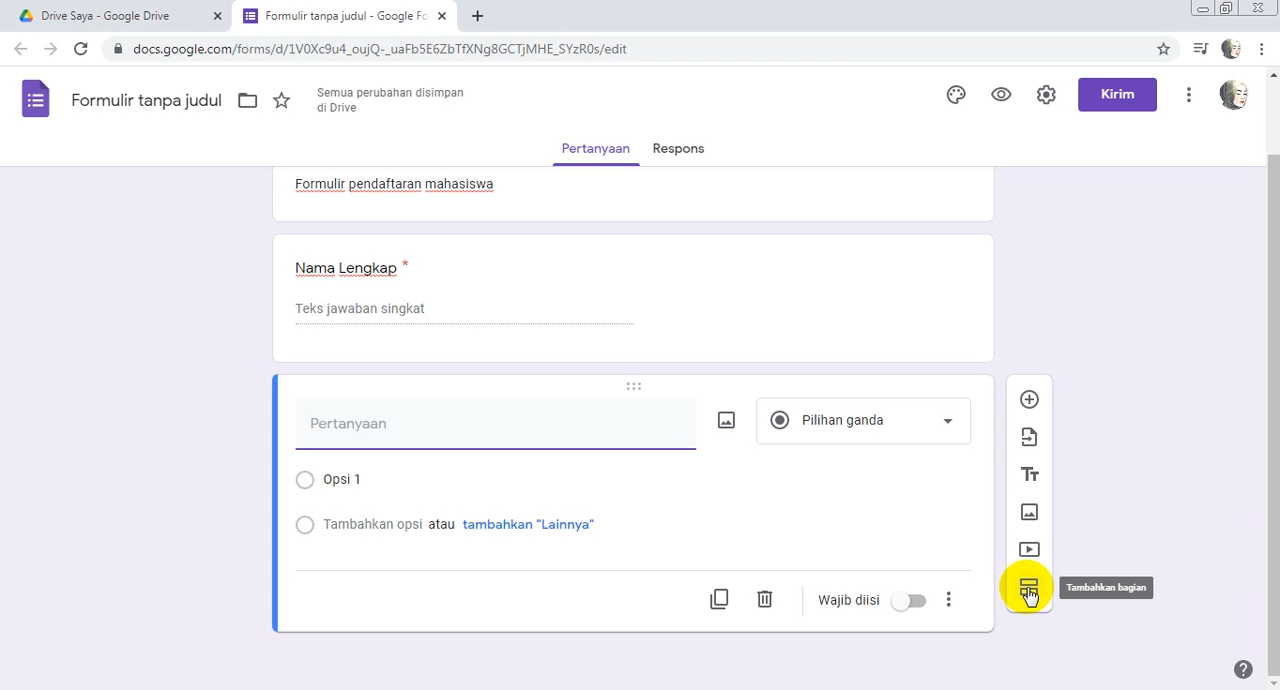 Drive Saya - Google Drive
Formulir tanpa judul - Google Fo
docs.google.com/forms/d/1V0Xc9u4_oujQ-_uaFb5E6ZbTfXNg8GCTjMHE_SYzR0s/edit
Formulir tanpa judul
Semua perubahan disimpan
di Drive
Kirim
Pertanyaan
Respons
Formulir pendaftaran mahasiswa
Nama Lengkap *
Teks jawaban singkat
Pertanyaan
Pilihan ganda
Opsi 1
Tambahkan opsi atau tambahkan "Lainnya"
Tambahkan bagian
Wajib diisi